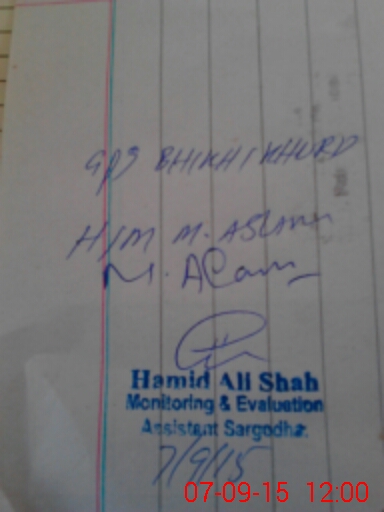 GPS BHIKHI KHURD
H/M M. ASLAM
M. Aslam
Hamid Ali Shah
Monitoring & Evaluation
Assistant Sargodha.
7/9/15
07-09-15 12:00